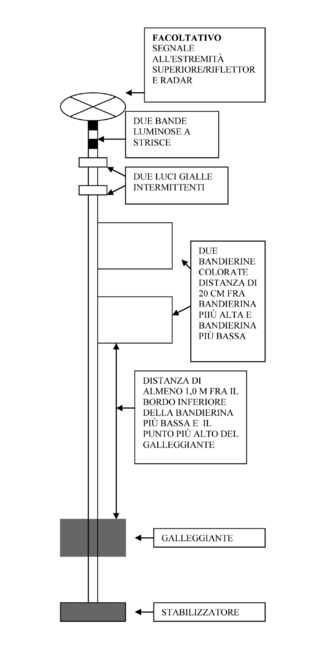 FACOLTATIVO
SEGNALE
ALL'ESTREMITÀ
SUPERIORE/RIFLETTOR
E RADAR
DUE BANDE
LUMINOSE A
STRISCE
DUE LUCI GIALLE
INTERMITTENTI
DUE
BANDIERINE
COLORATE
DISTANZA DI
20 CM FRA
BANDIERINA
PIIÙ ALTA E
BANDIERINA
PIÙ BASSA
DISTANZA DI
ALMENO 1,0 M FRA IL
BORDO INFERIORE
DELLA BANDIERINA
PIÙ BASSA E IL
PUNTO PIÙ ALTO DEL
GALLEGGIANTE
GALLEGGIANTE
STABILIZZATORE